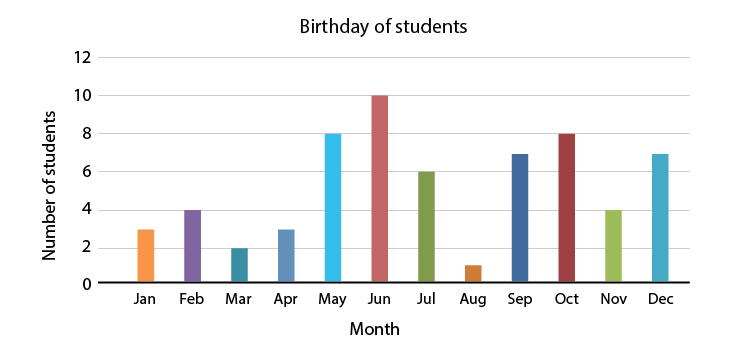 Birthday of students
Number of students
12
10
8
6
4
2
0
Jan Feb Mar Apr May Jun Jul Aug Sep Oct Nov Dec
Month